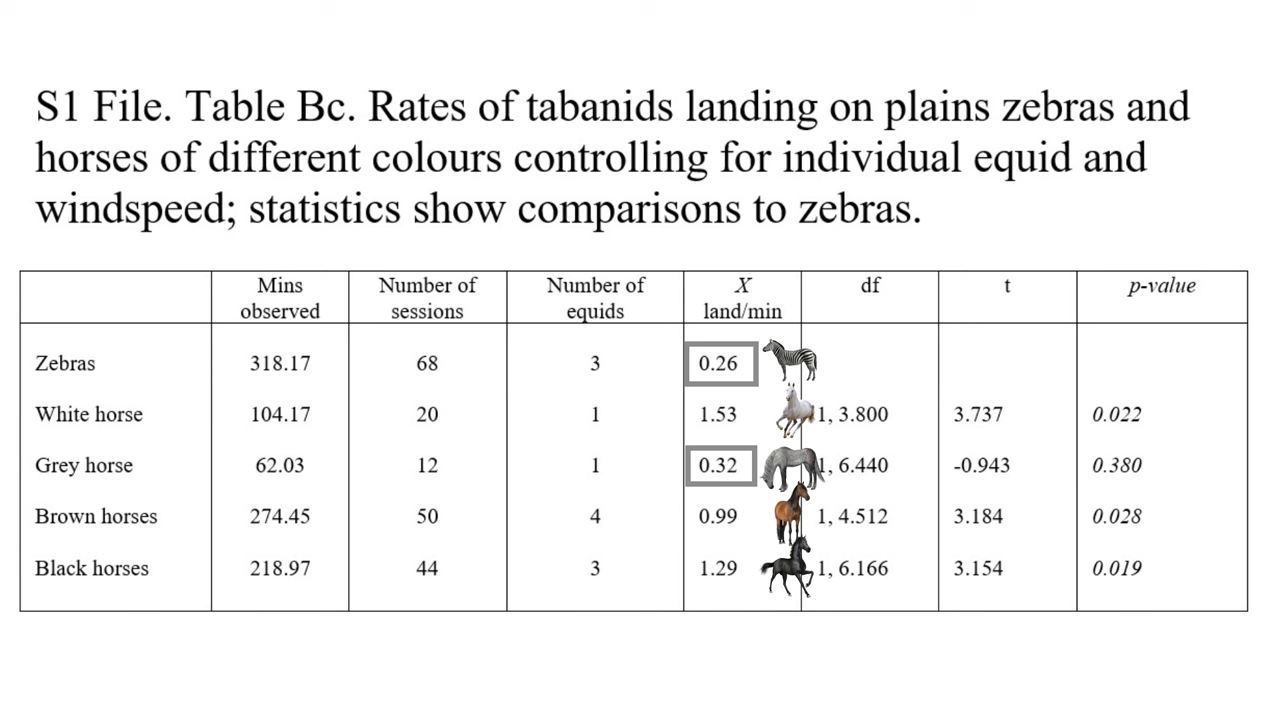 S1 File. Table Bc. Rates of tabanids landing on plains zebras and
horses of different colours controlling for individual equid and
windspeed; statistics show comparisons to zebras.
Mins observed Number of sessions Number of equids X land/min df t p-value
Zebras 318.17 68 3 0.26
White horse 104.17 20 1 1.53 1, 3.800 3.737 0.022
Grey horse 62.03 12 1 0.32 1, 6.440 -0.943 0.380
Brown horses 274.45 50 4 0.99 1, 4.512 3.184 0.028
Black horses 218.97 44 3 1.29 1, 6.166 3.154 0.019